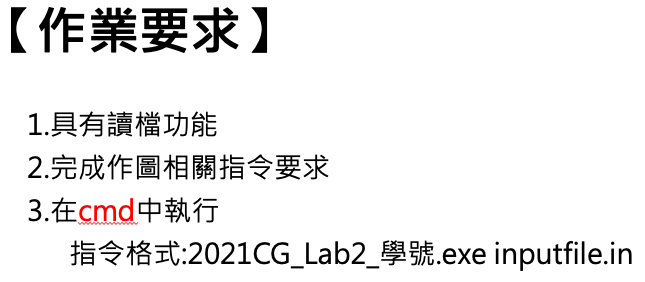 【作業要求】
1.具有讀檔功能
2.完成作圖相關指令要求
3.在cmd中執行
指令格式:2021CG_Lab2_學號.exe inputfile.in